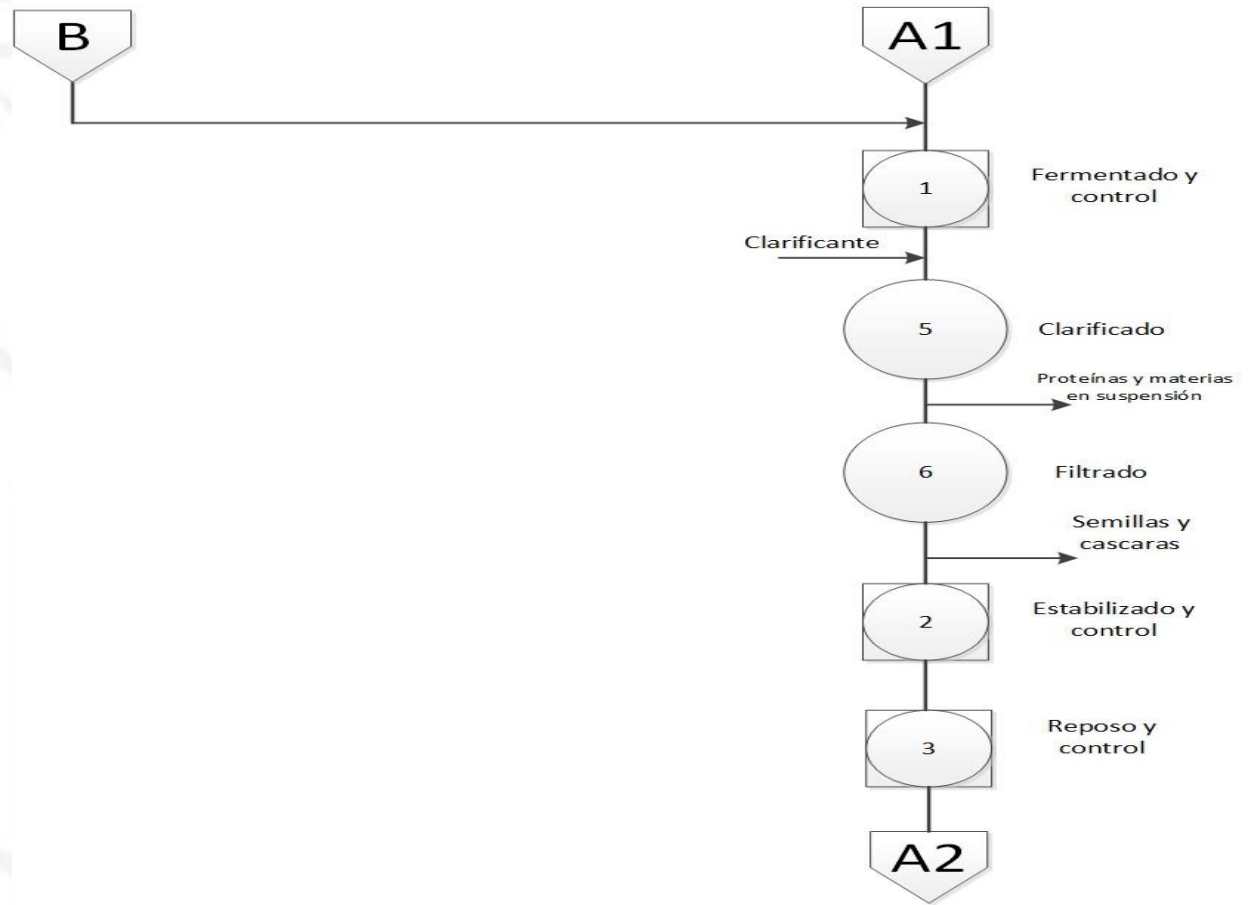 B
A1
1
Fermentado y
control
Clarificante
5
Clarificado
Proteínas y materias
en suspensión
6
Filtrado
Semillas y
cascaras
2
Estabilizado y
control
3
Reposo y
control
A2